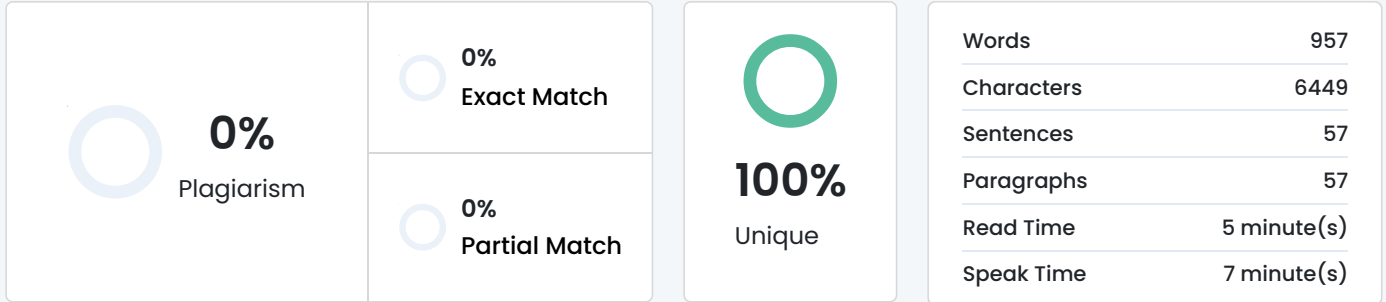 0%
Plagiarism
0%
Exact Match
0%
Partial Match
100%
Unique
Words 957
Characters 6449
Sentences 57
Paragraphs 57
Read Time 5 minute(s)
Speak Time 7 minute(s)